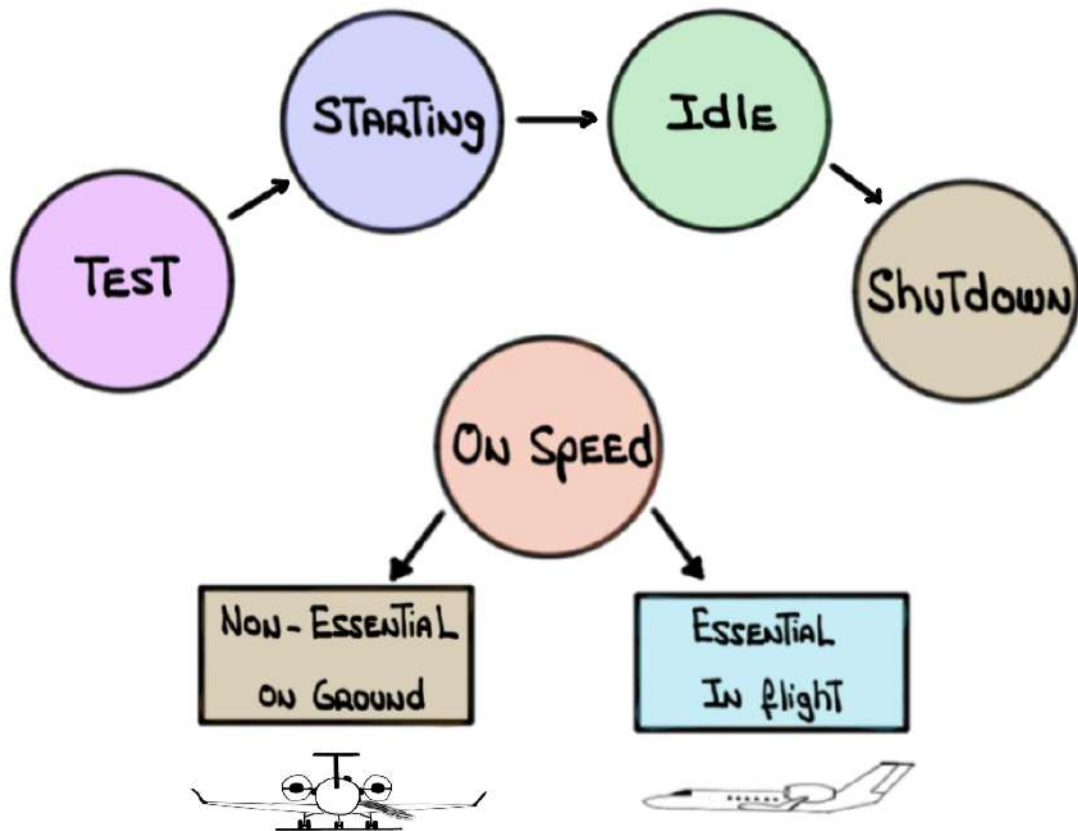 STARTING
IdlE
TEST
ShuTdown
ON SpEEd
NON-ESSENTIAL
ON GROUND
ESSENTIAL
IN flighT